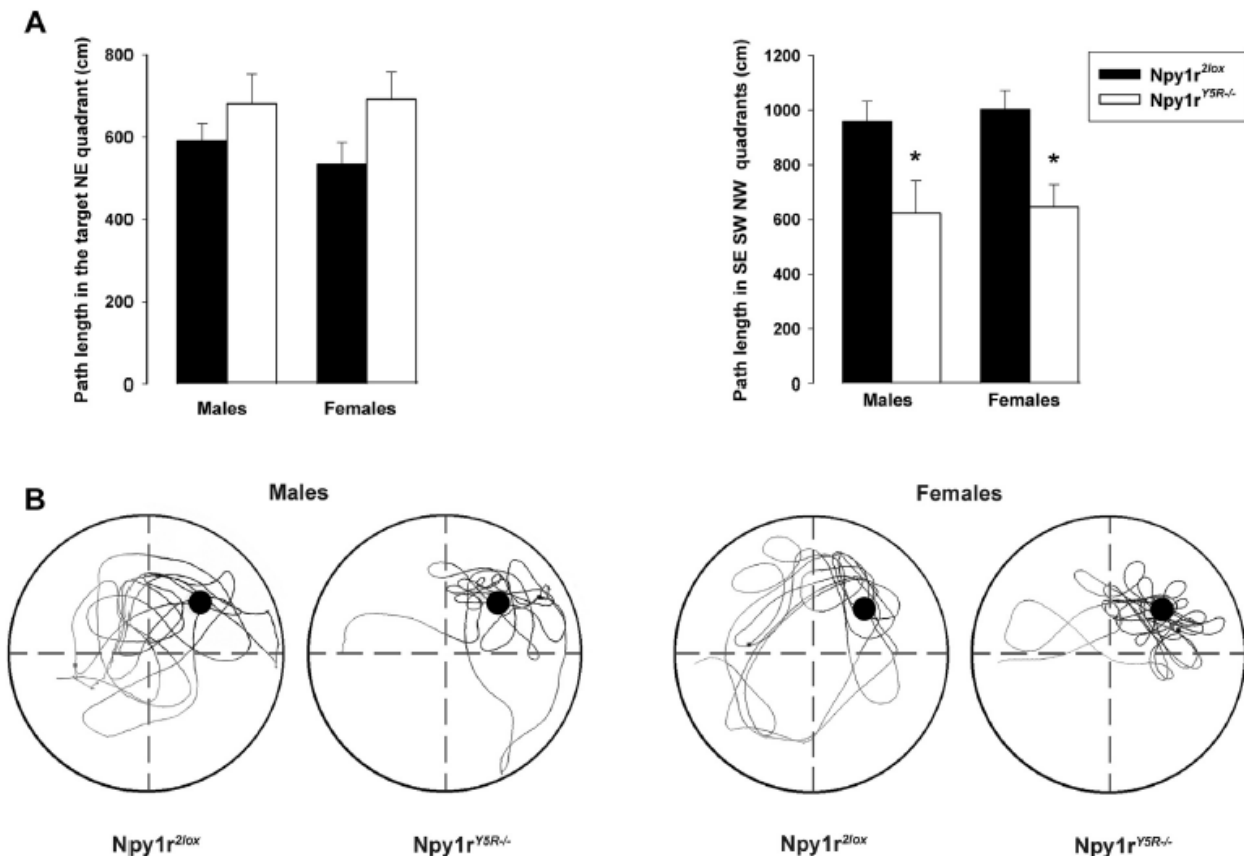 A
Path length in the target NE quadrant (cm)
800
600
400
200
0
Males
Females
Path length in SE SW NW quadrants (cm)
1200
1000
800
600
400
200
0
*
*
Males
Females
Npy1r2lox
Npy1rY5R-/-
B
Males
Females
Npy1r2lox
Npy1rY5R-/-
Npy1r2lox
Npy1rY5R-/-